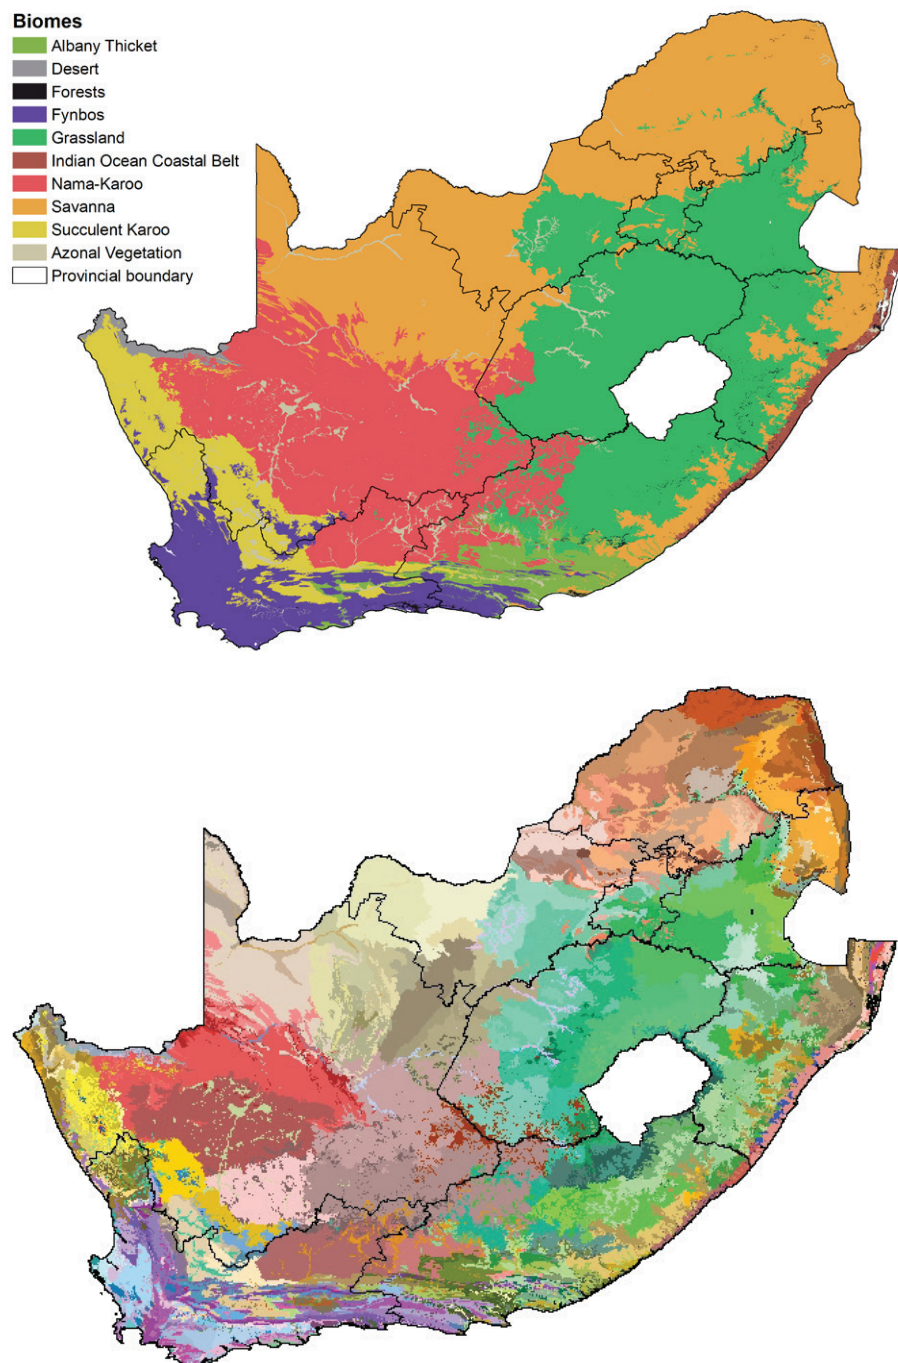 Biomes
Albany Thicket
Desert
Forests
Fynbos
Grassland
Indian Ocean Coastal Belt
Nama-Karoo
Savanna
Succulent Karoo
Azonal Vegetation
Provincial boundary